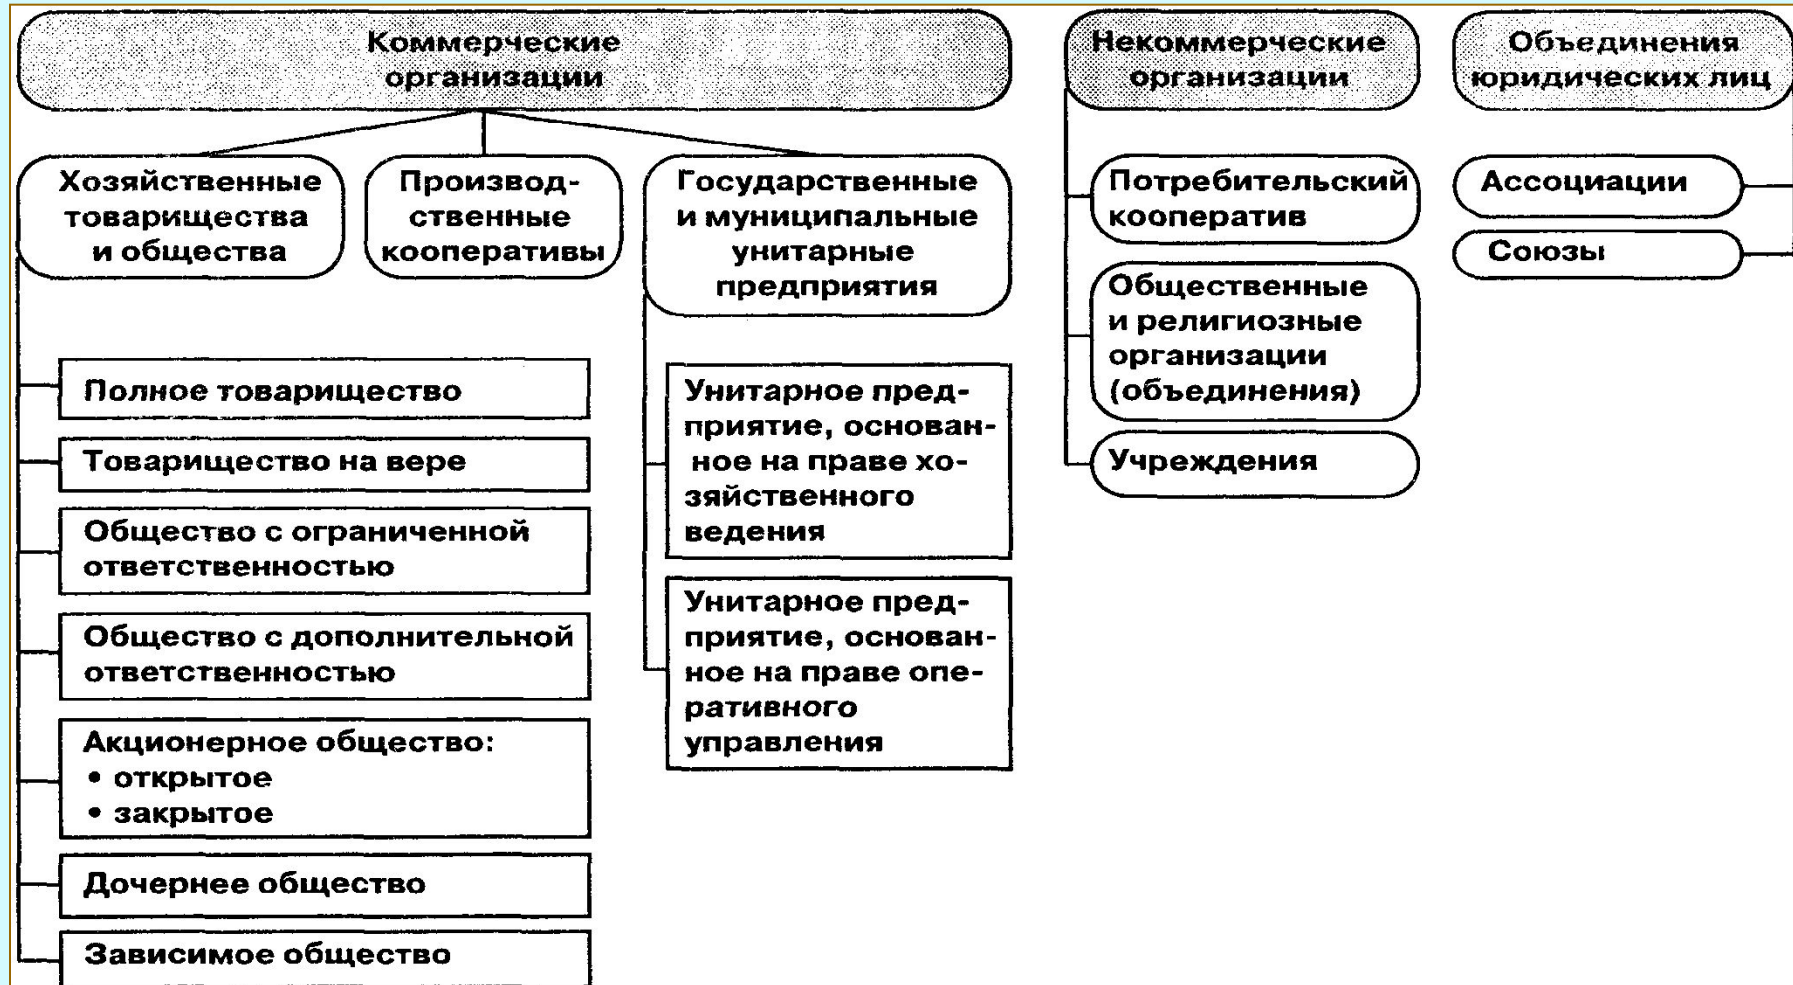 Коммерческие
организации
Некоммерческие
организации
Объединения
юридических лиц
Хозяйственные
товарищества
и общества
Производ-
ственные
кооперативы
Государственные
и муниципальные
унитарные
предприятия
Потребительский
кооператив
Общественные
и религиозные
организации
(объединения)
Учреждения
Ассоциации
Союзы
Полное товарищество
Товарищество на вере
Общество с ограниченной
ответственностью
Общество с дополнительной
ответственностью
Акционерное общество:
• открытое
• закрытое
Дочернее общество
Зависимое общество
Унитарное пред-
приятие, основан-
ное на праве хо-
зяйственного
ведения
Унитарное пред-
приятие, основан-
ное на праве опе-
ративного
управления